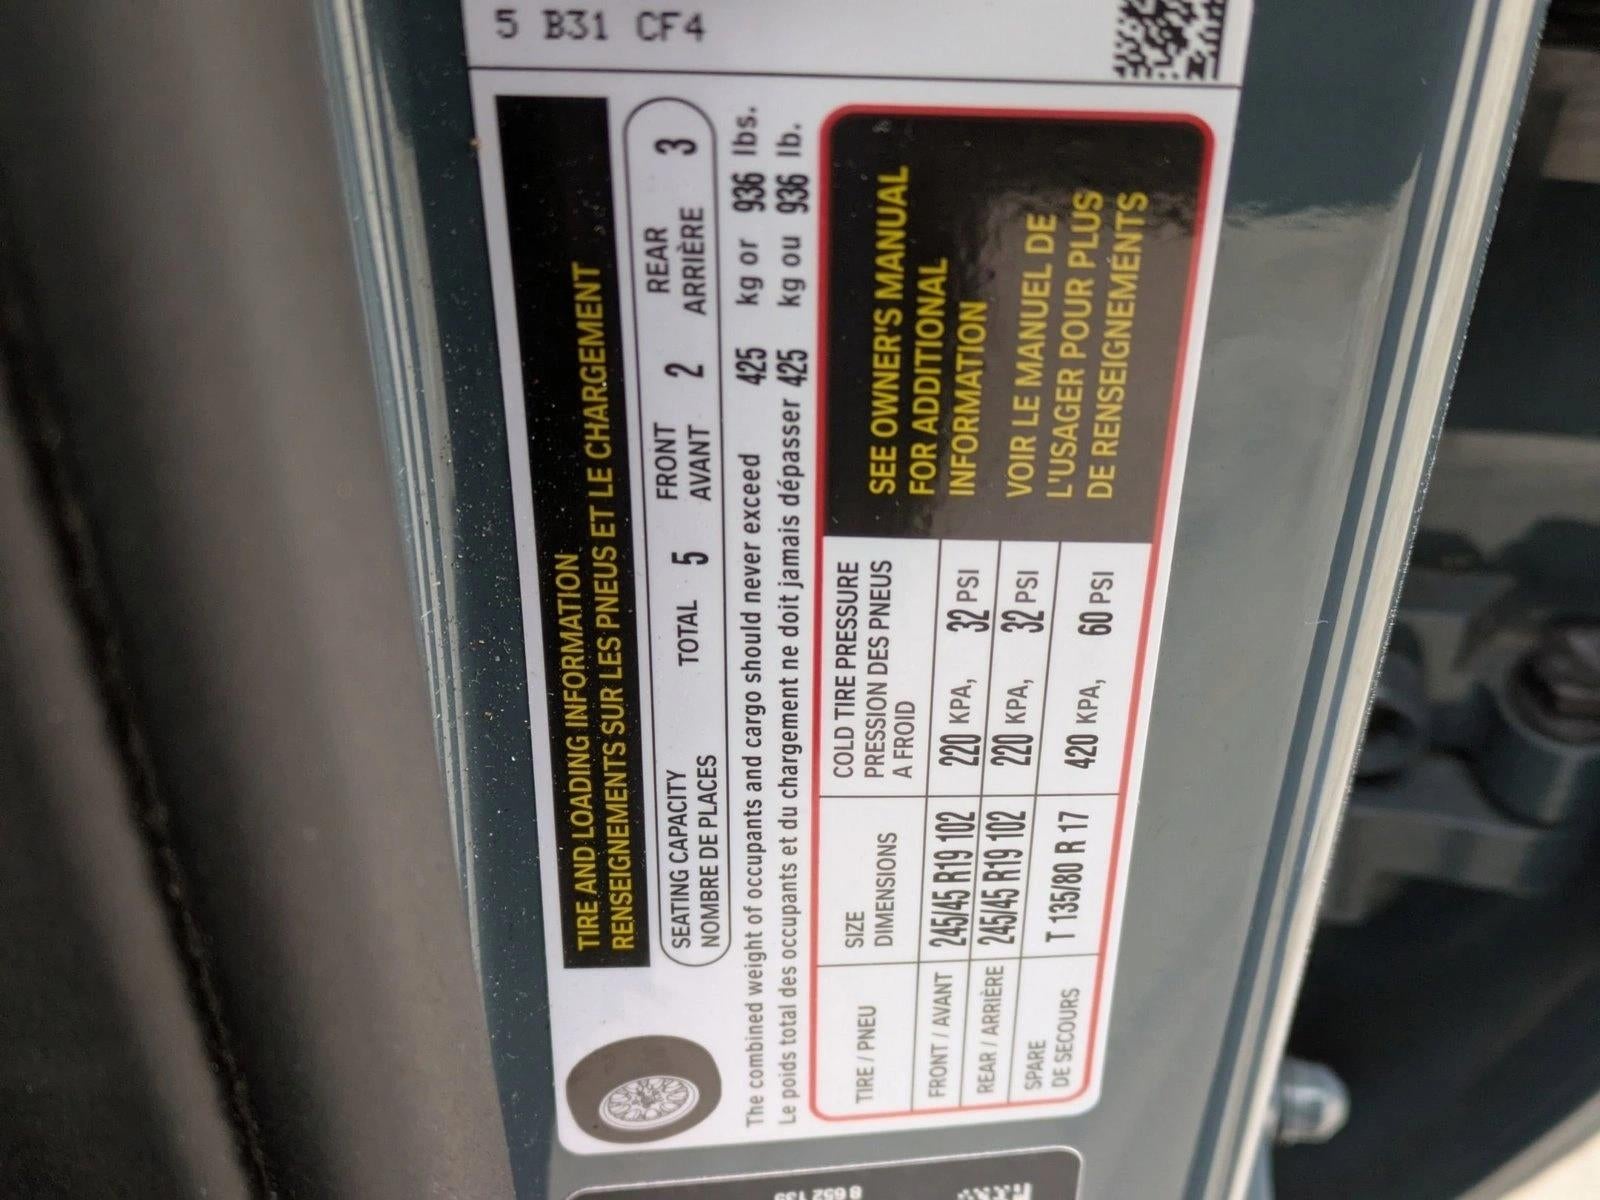 5 B31 CF4
TIRE AND LOADING INFORMATION
RENSEIGNEMENTS SUR LES PNEUS ET LE CHARGEMENT
SEATING CAPACITY
NOMBRE DE PLACES
TOTAL 5
FRONT
AVANT 2
REAR
ARRIÈRE 3
The combined weight of occupants and cargo should never exceed 425 kg or 936 lbs.
Le poids total des occupants et du chargement ne doit jamais dépasser 425 kg ou 936 lb.
TIRE / PNEU
SIZE
DIMENSIONS
COLD TIRE PRESSURE
PRESSION DES PNEUS
A FROID
FRONT / AVANT 245/45 R19 102 220 KPA, 32 PSI
REAR / ARRIÈRE 245/45 R19 102 220 KPA, 32 PSI
SPARE
DE SECOURS T 135/80 R 17 420 KPA, 60 PSI
SEE OWNER'S MANUAL
FOR ADDITIONAL
INFORMATION
VOIR LE MANUEL DE
L'USAGER POUR PLUS
DE RENSEIGNEMENTS
8 652 139